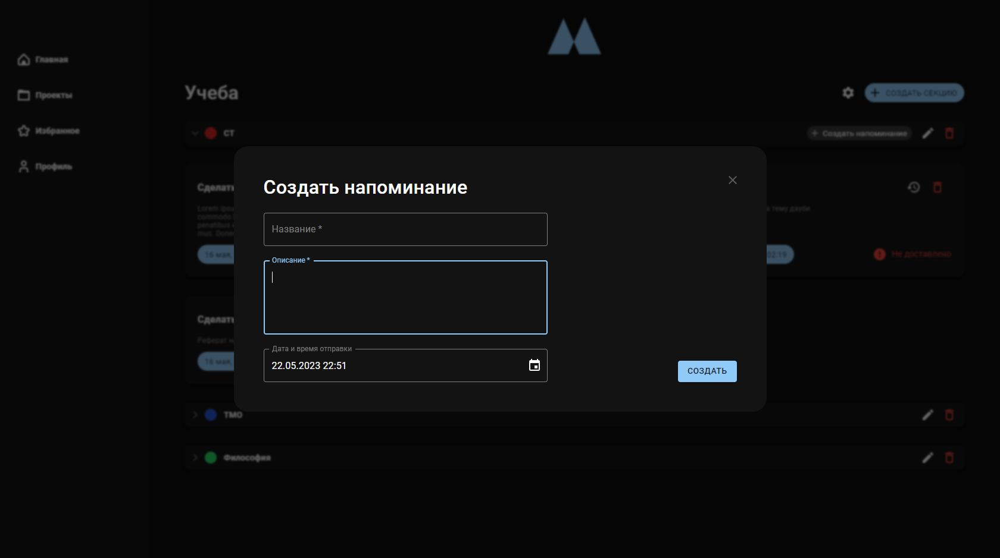 Главная
Проекты
Избранное
Профиль
Учеба
СОЗДАТЬ СЕКЦИЮ
СТ
Создать напоминание
Сделать
Lorem ipsu
commodo
penatibus
mus. Done
16 мая,
тему дауби
02:19
Не доставлено
Создать напоминание
Название *
Описание *
Дата и время отправки
22.05.2023 22:51
СОЗДАТЬ
Сделать
Реферат
16 мая,
ТМО
Философия